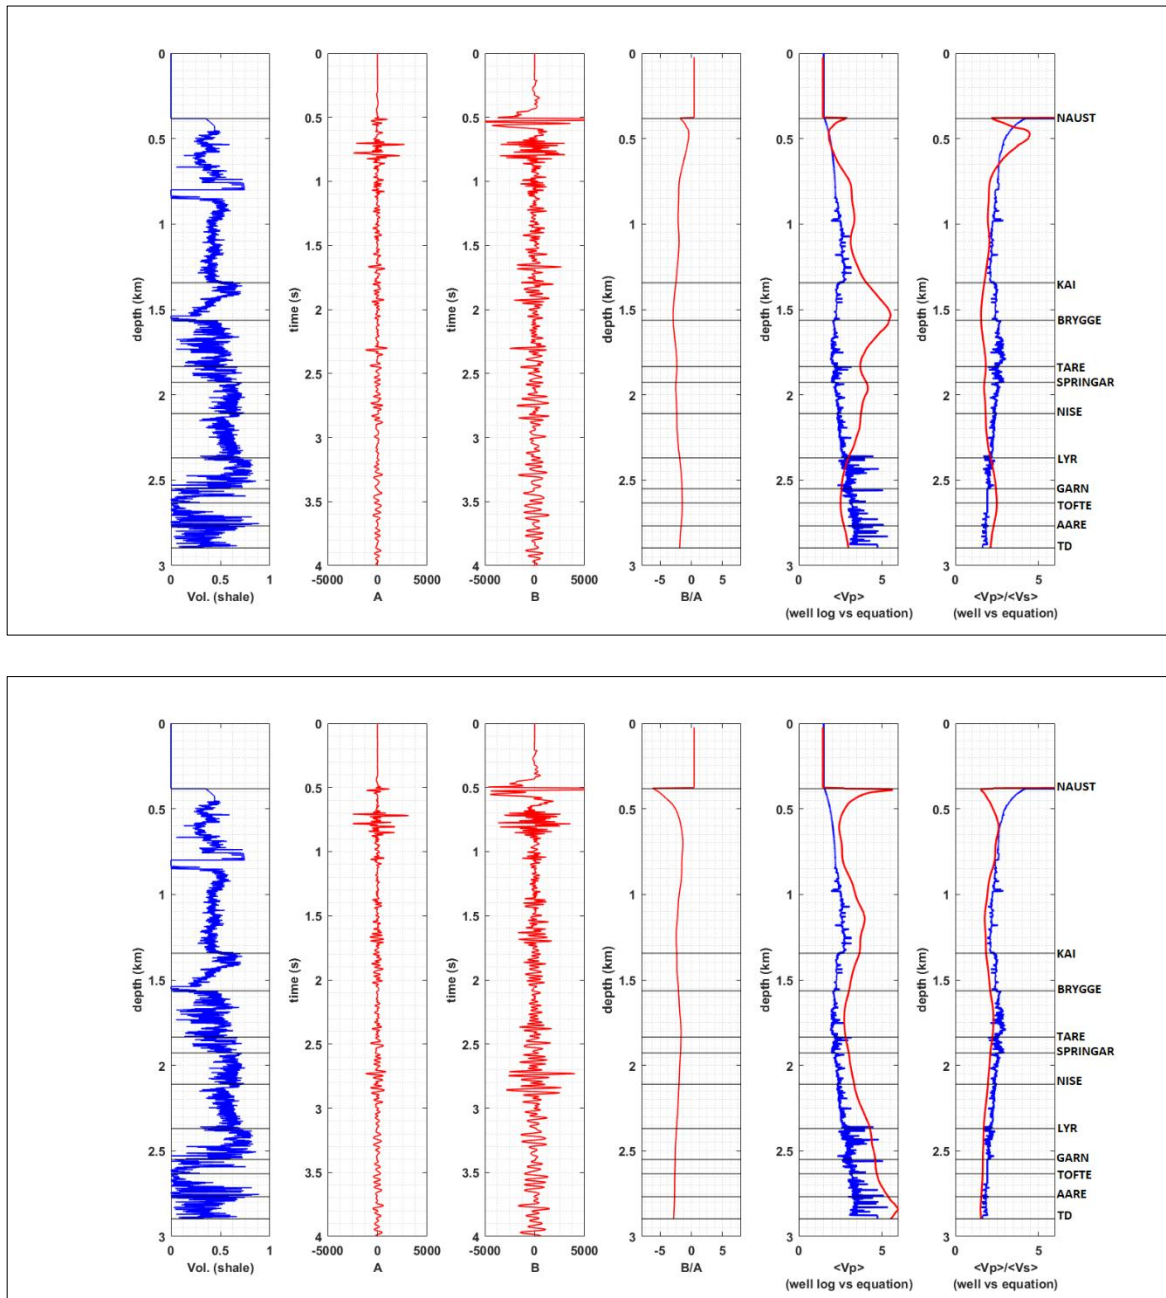 0 0 0 0 0 0
0.5 0.5 0.5 0.5 0.5 0.5 NAUST
1 1 1 1 1 1
1.5 1.5 1.5 1.5 1.5 1.5
2 2 2 2 2 2
2.5 2.5 2.5 2.5 2.5 2.5
3 3 3 3 3 3
3.5 3.5
4 4
KAI
BRYGGE
TARE
SPRINGAR
NISE
LYR
GARN
TOFTE
AARE
TD
depth (km) time (s) time (s) depth (km) depth (km) depth (km)
0 0.5 1 -5000 0 5000 -5000 0 5000 -5 0 5 0 5 0 5
Vol. (shale) A B B/A <Vp> <Vp>/<Vs>
(well log vs equation) (well vs equation)
0 0 0 0 0 0
0.5 0.5 0.5 0.5 0.5 0.5 NAUST
1 1 1 1 1 1
1.5 1.5 1.5 1.5 1.5 1.5
2 2 2 2 2 2
2.5 2.5 2.5 2.5 2.5 2.5
3 3 3 3 3 3
3.5 3.5
4 4
KAI
BRYGGE
TARE
SPRINGAR
NISE
LYR
GARN
TOFTE
AARE
TD
depth (km) time (s) time (s) depth (km) depth (km) depth (km)
0 0.5 1 -5000 0 5000 -5000 0 5000 -5 0 5 0 5 0 5
Vol. (shale) A B B/A <Vp> <Vp>/<Vs>
(well log vs equation) (well vs equation)